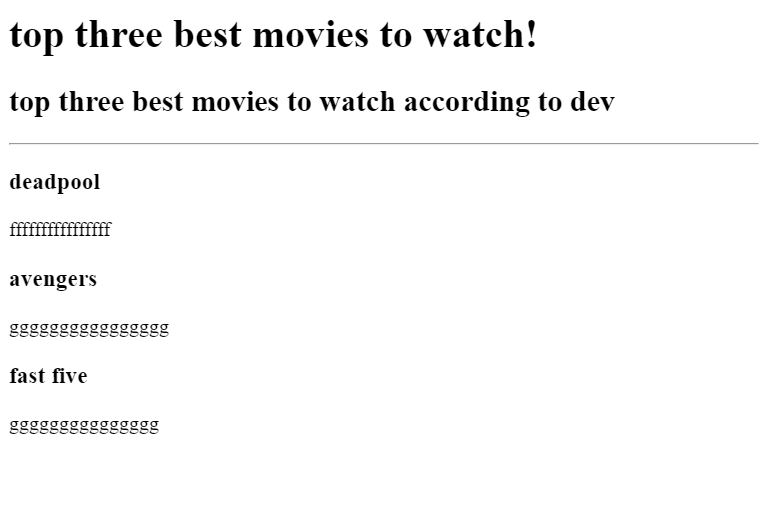 top three best movies to watch!
top three best movies to watch according to dev
deadpool
ffffffffffffffff
avengers
gggggggggggggggg
fast five
ggggggggggggggg